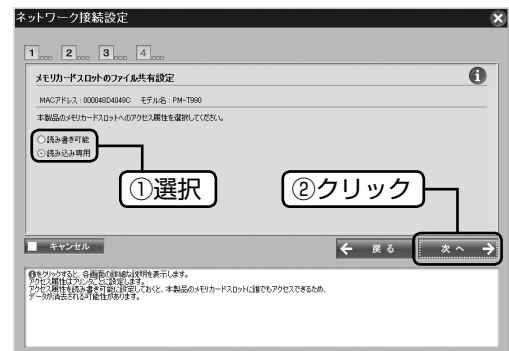 ネットワーク接続設定
1 2 3 4
メモリカードスロットのファイル共有設定
MACアドレス：000048D4049C モデル名：PM-T990
本製品のメモリカードスロットへのアクセス属性を選択してください。
読み書き可能
読み込み専用
①選択
②クリック
キャンセル
戻る
次へ
をクリックすると、各画面の詳細な説明を表示します。
アクセス属性はプリンタごとに設定します。
アクセス属性を読み書き可能に設定しておくと、本製品のメモリカードスロットに誰でもアクセスできるため、
データが消去される可能性があります。